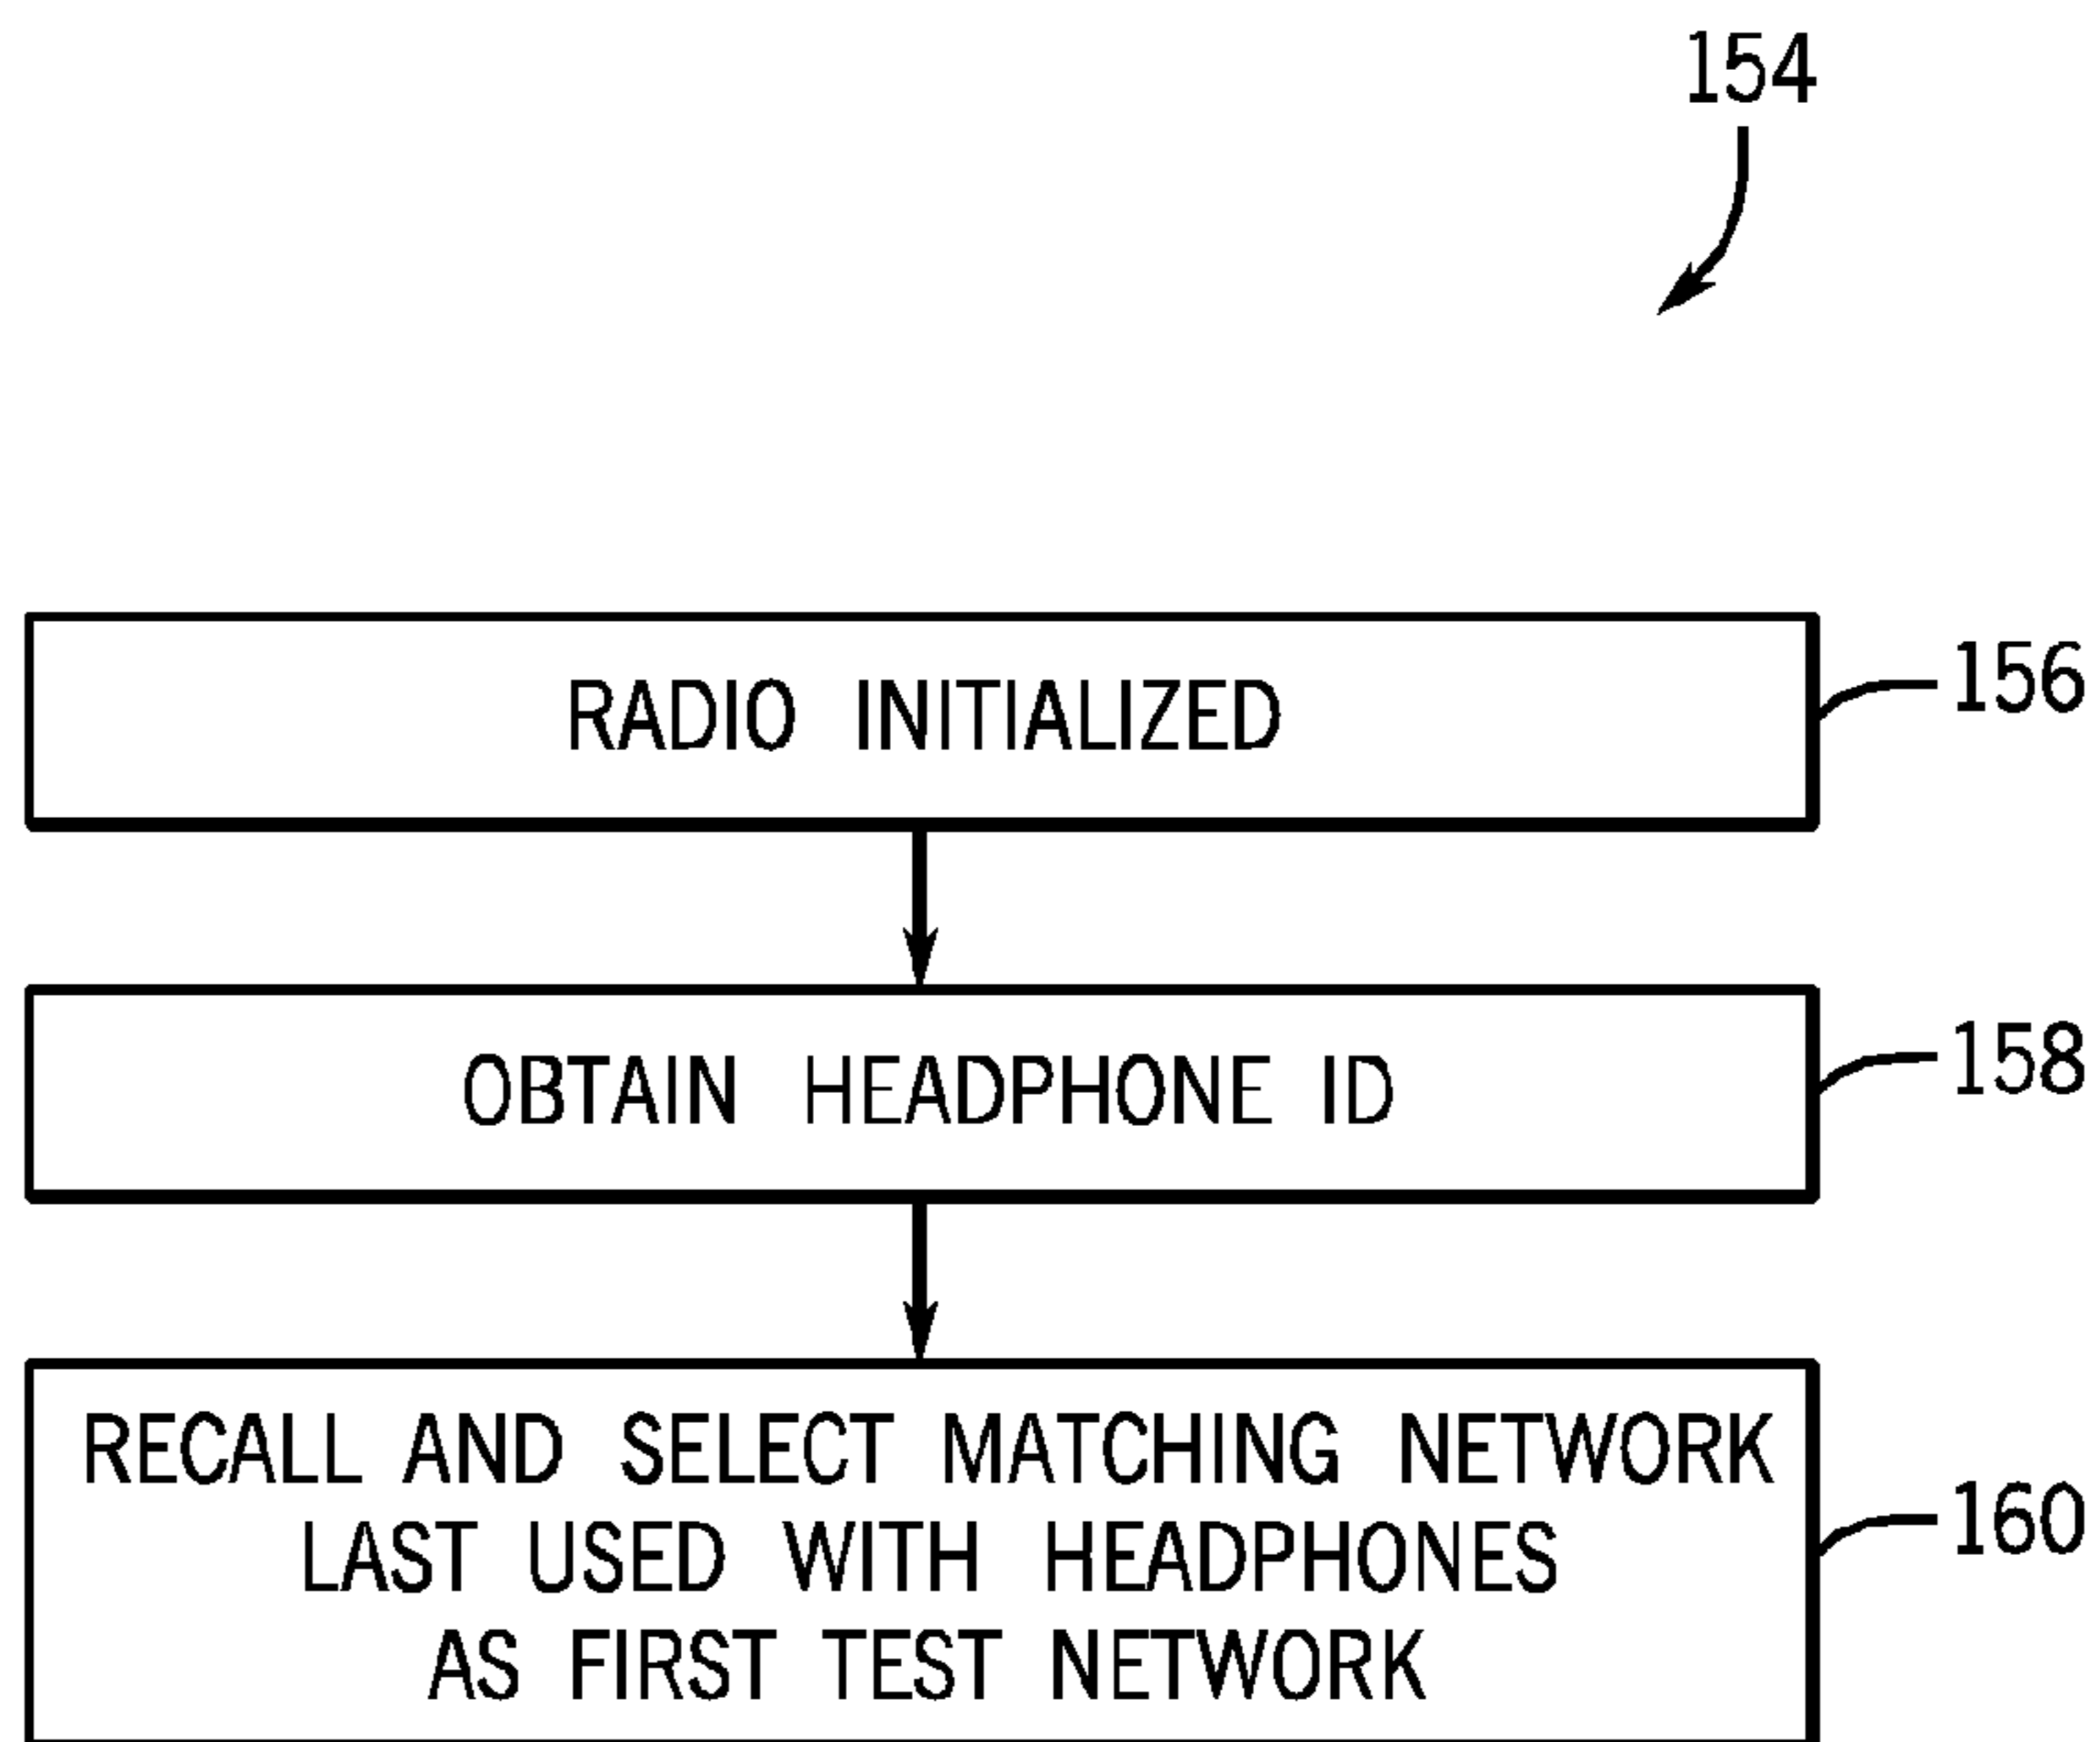 154
RADIO INITIALIZED
156
OBTAIN HEADPHONE ID
158
RECALL AND SELECT MATCHING NETWORK
LAST USED WITH HEADPHONES
AS FIRST TEST NETWORK
160